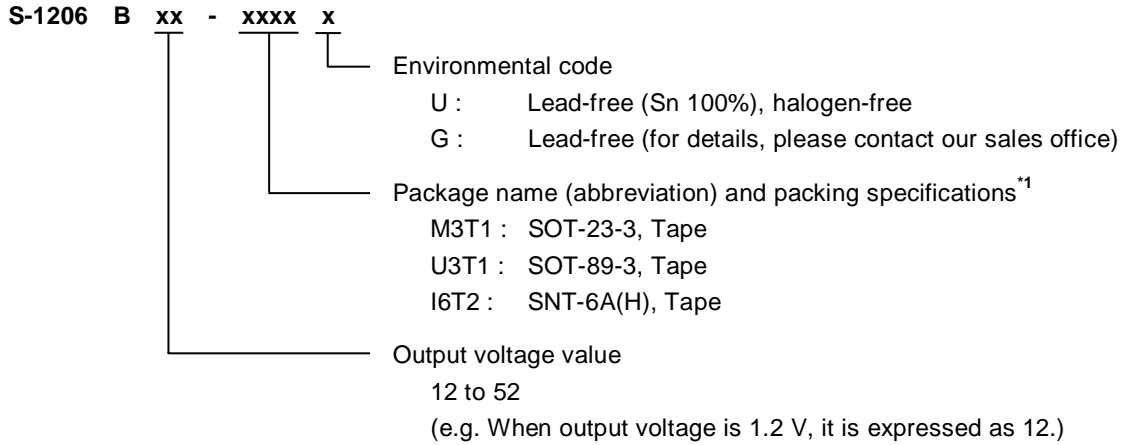 S-1206 B xx - xxxx x
Environmental code
U : Lead-free (Sn 100%), halogen-free
G : Lead-free (for details, please contact our sales office)
Package name (abbreviation) and packing specifications*1
M3T1 : SOT-23-3, Tape
U3T1 : SOT-89-3, Tape
I6T2 : SNT-6A(H), Tape
Output voltage value
12 to 52
(e.g. When output voltage is 1.2 V, it is expressed as 12.)